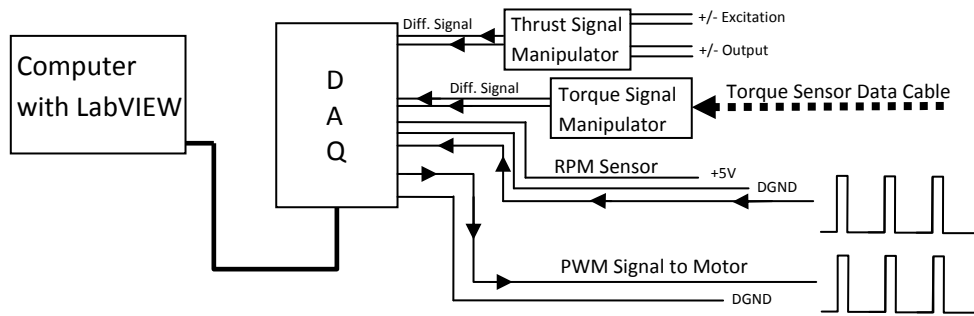 Computer
with LabVIEW
D
A
Q
Diff. Signal
Thrust Signal
Manipulator
+/- Excitation
+/- Output
Diff. Signal
Torque Signal
Manipulator
Torque Sensor Data Cable
RPM Sensor
+5V
DGND
PWM Signal to Motor
DGND